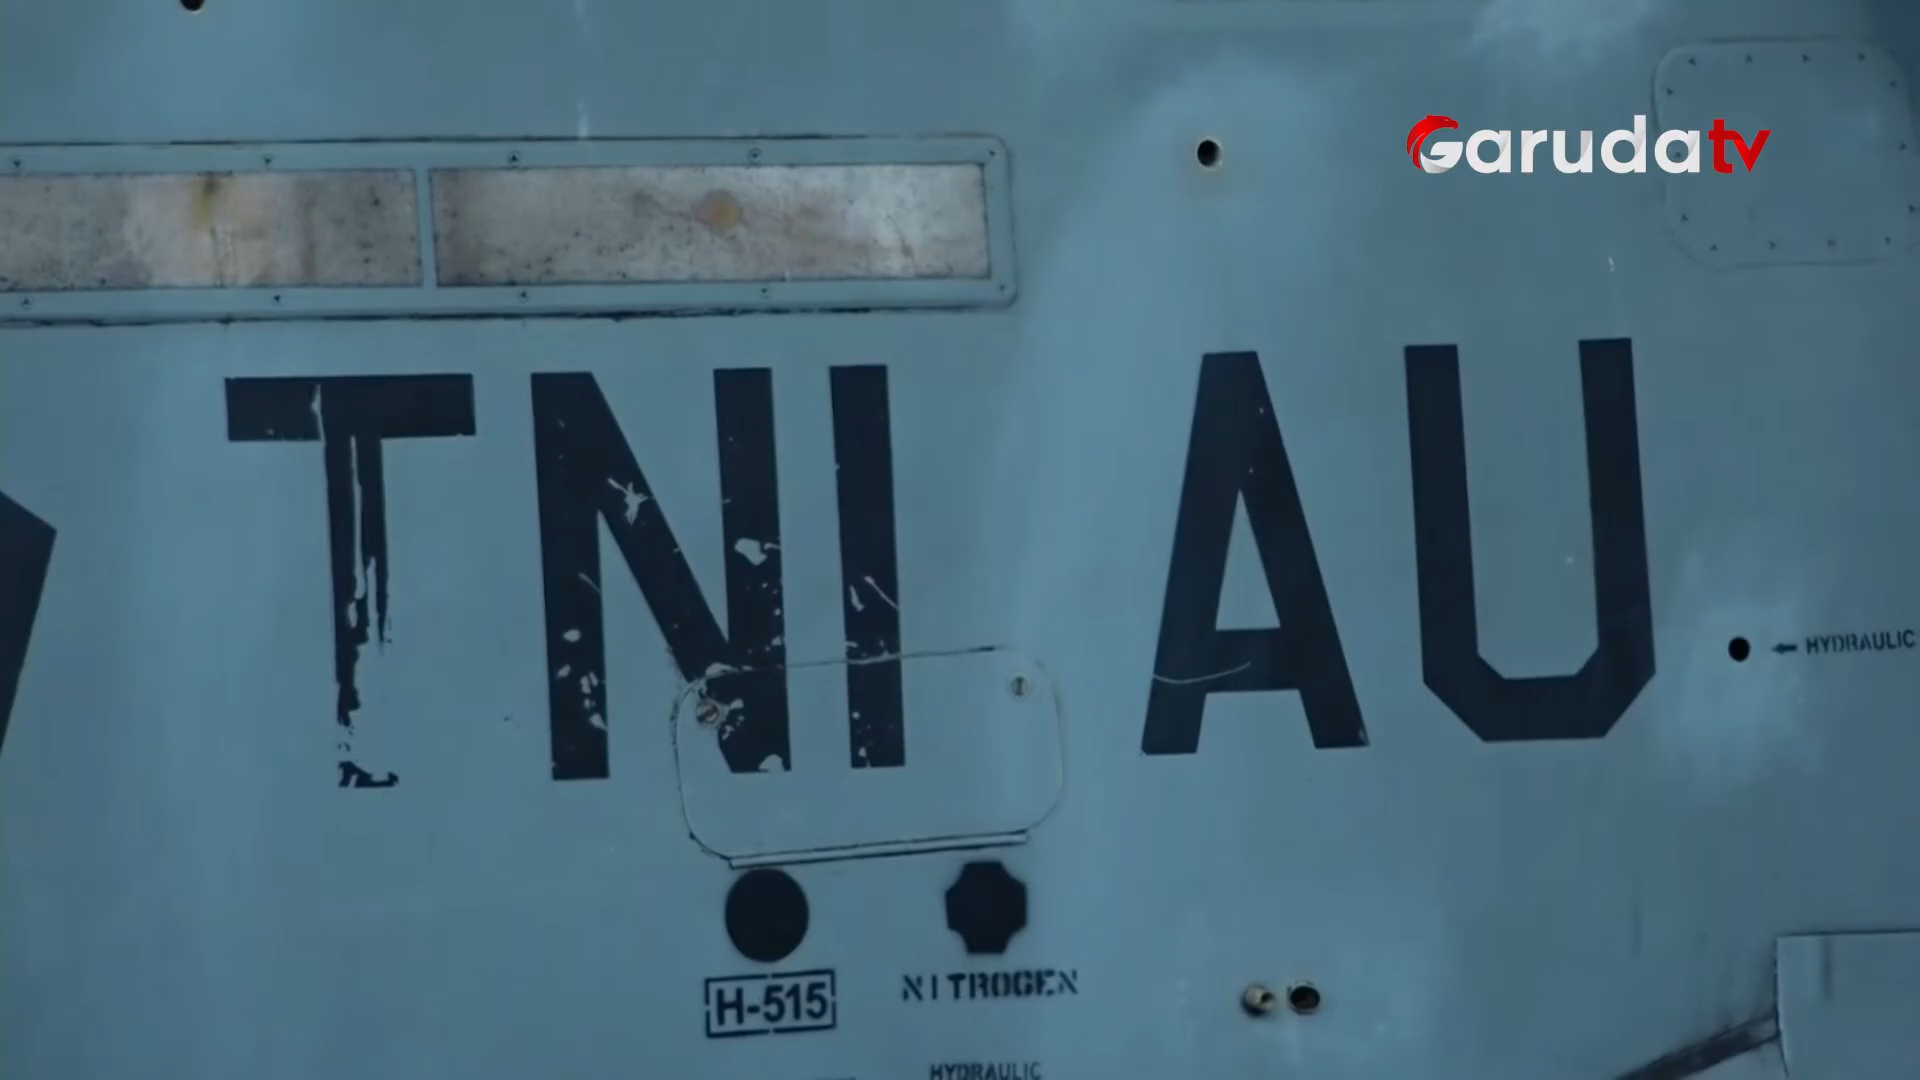 Garudatv
TNI AU
HYDRAULIC
H-515
NITROGEN
HYDRAULIC